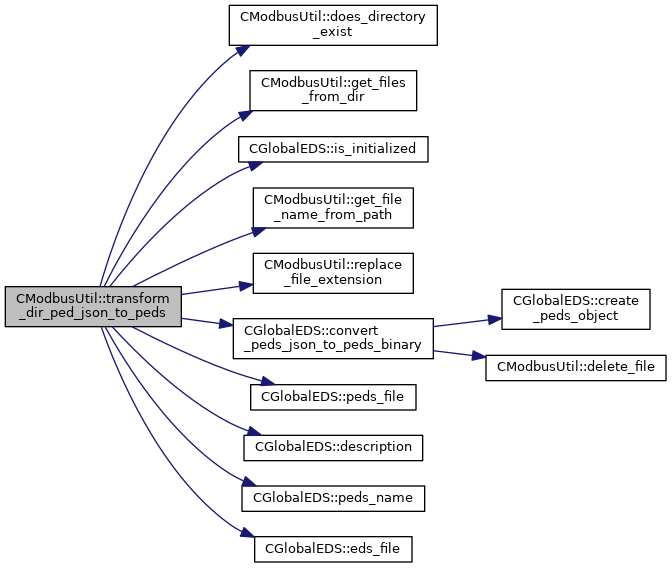 CModbusUtil::does_directory
_exist
CModbusUtil::get_files
_from_dir
CGlobalEDS::is_initialized
CModbusUtil::get_file
_name_from_path
CModbusUtil::replace
_file_extension
CModbusUtil::transform
_dir_ped_json_to_peds
CGlobalEDS::convert
_peds_json_to_peds_binary
CGlobalEDS::create
_peds_object
CModbusUtil::delete_file
CGlobalEDS::peds_file
CGlobalEDS::description
CGlobalEDS::peds_name
CGlobalEDS::eds_file